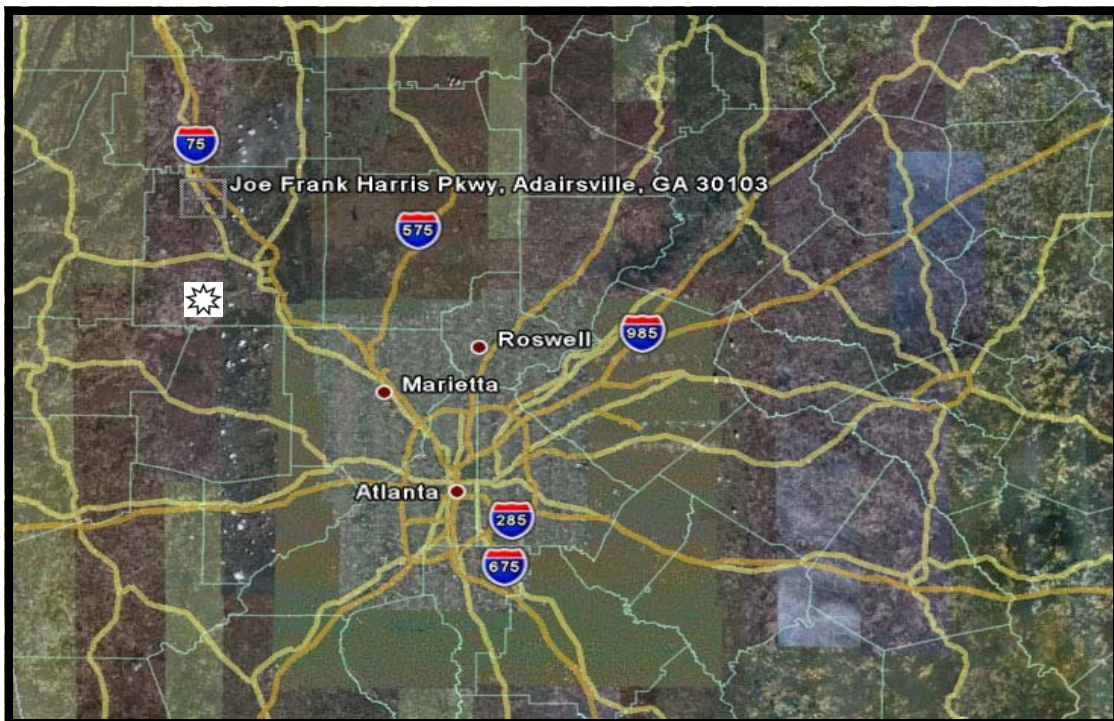 75
Joe Frank Harris Pkwy, Adairsville, GA 30103
575
985
Roswell
Marietta
Atlanta
285
675